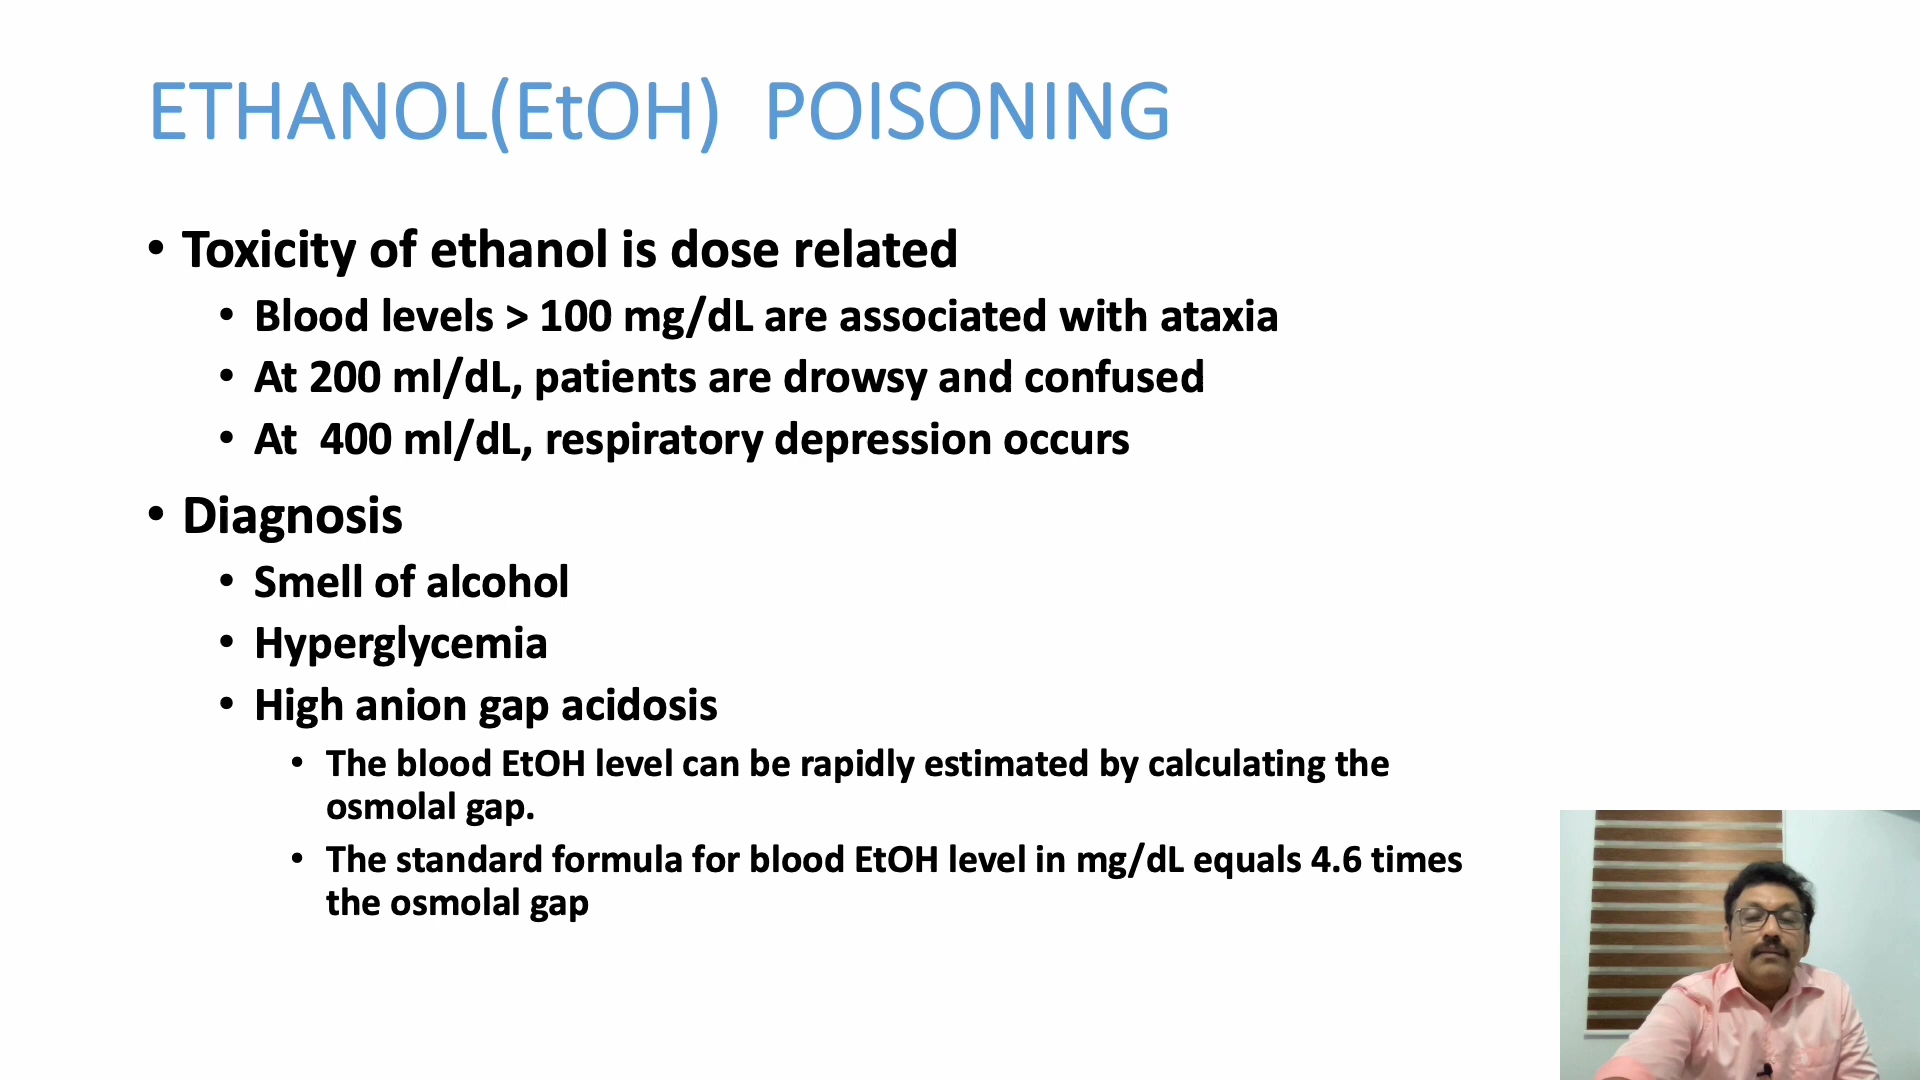 ETHANOL(EtOH) POISONING
• Toxicity of ethanol is dose related
• Blood levels > 100 mg/dL are associated with ataxia
• At 200 ml/dL, patients are drowsy and confused
• At 400 ml/dL, respiratory depression occurs
• Diagnosis
• Smell of alcohol
• Hyperglycemia
• High anion gap acidosis
• The blood EtOH level can be rapidly estimated by calculating the
osmolal gap.
• The standard formula for blood EtOH level in mg/dL equals 4.6 times
the osmolal gap